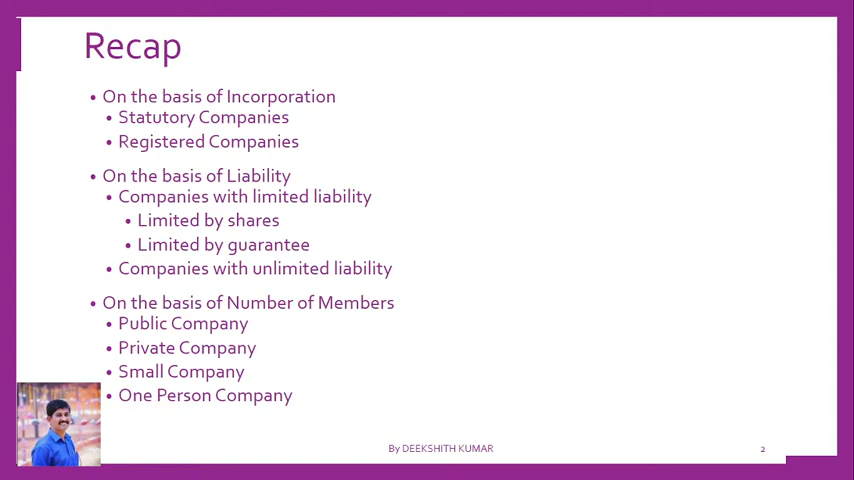 Recap
• On the basis of Incorporation
• Statutory Companies
• Registered Companies
• On the basis of Liability
• Companies with limited liability
• Limited by shares
• Limited by guarantee
• Companies with unlimited liability
• On the basis of Number of Members
• Public Company
• Private Company
• Small Company
• One Person Company
By DEEKSHITH KUMAR
2